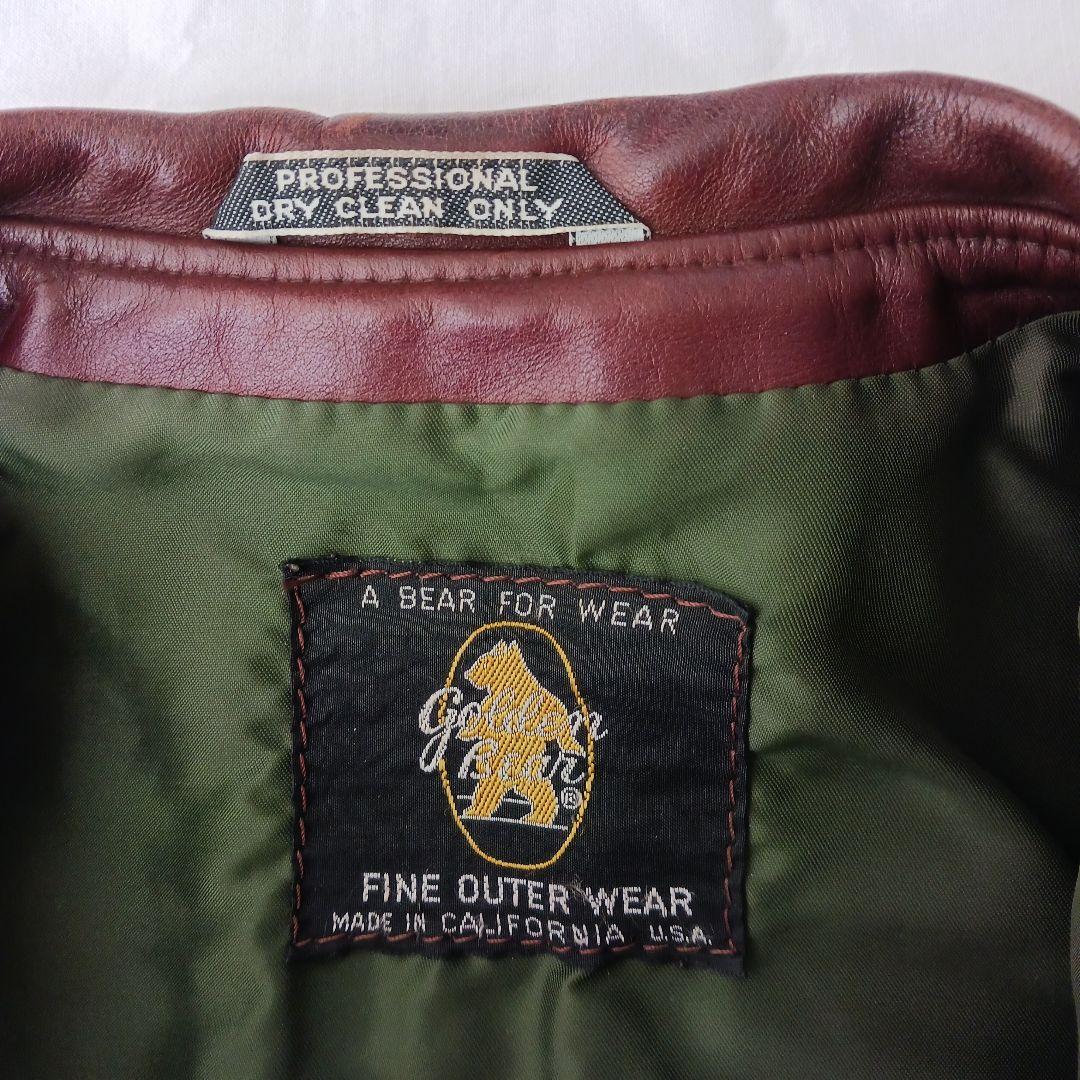 PROFESSIONAL
DRY CLEAN ONLY
A BEAR FOR WEAR
Golden
Bear
®
FINE OUTER WEAR
MADE IN CALIFORNIA U.S.A.